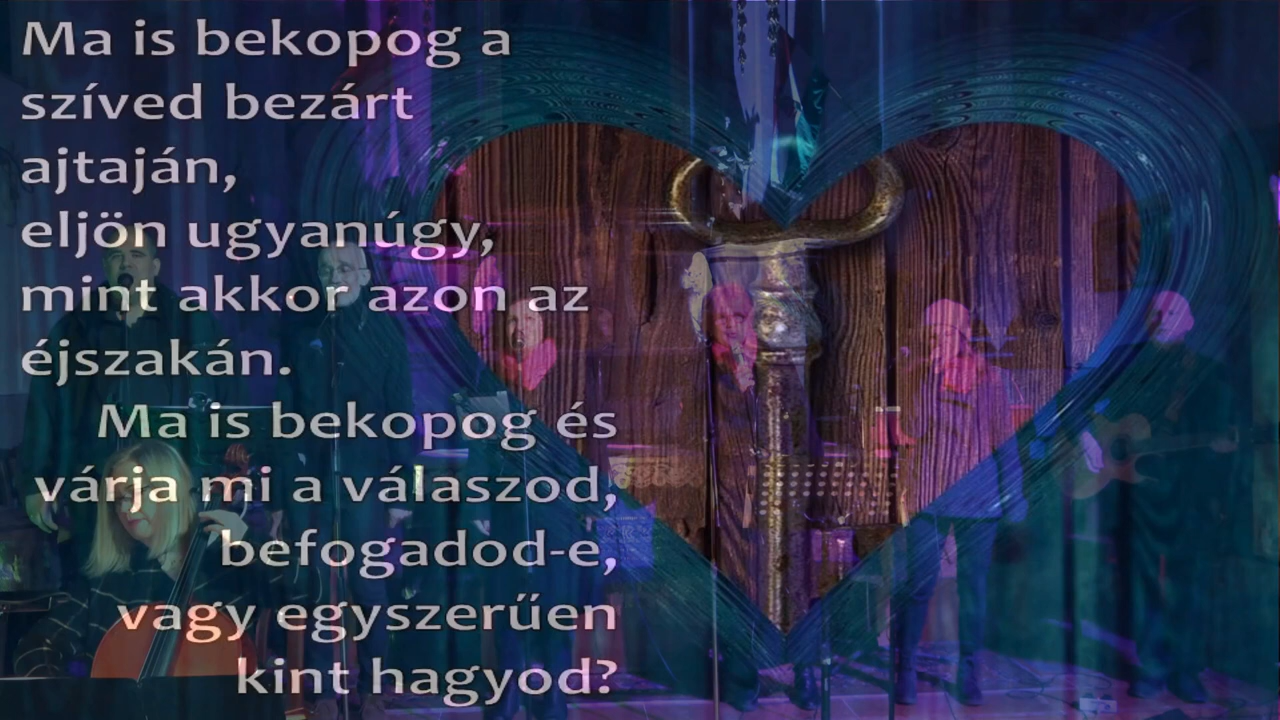 Ma is bekopog a
szíved bezárt
ajtaján,
eljön ugyanúgy,
mint akkor azon az
éjszakán.
Ma is bekopog és
várja mi a válaszod,
befogadod-e,
vagy egyszerűen
kint hagyod?